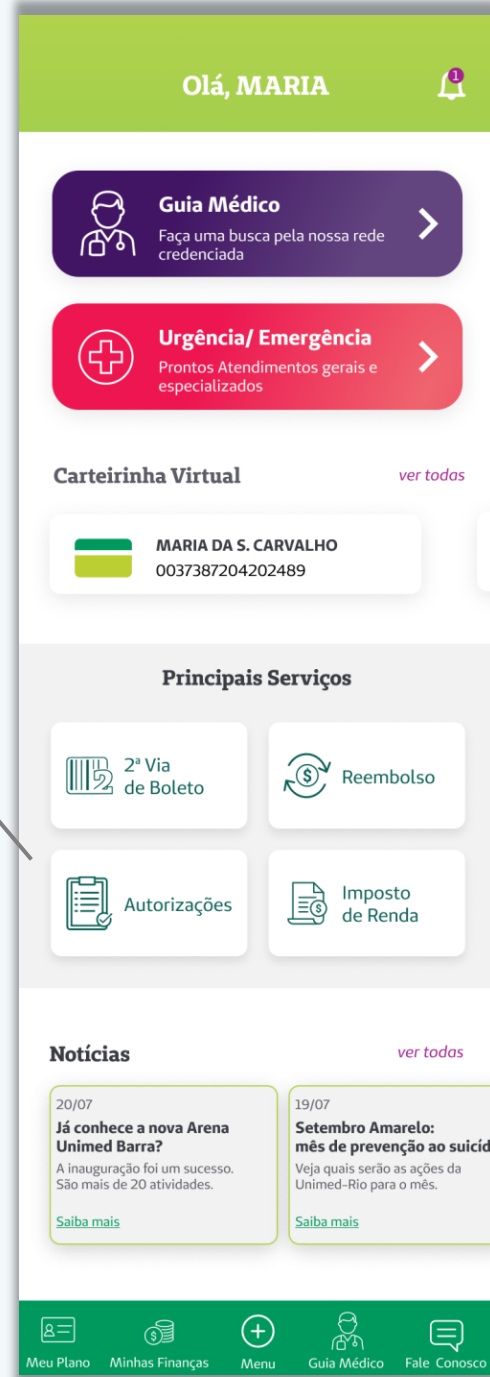 Olá, MARIA
1
Guia Médico
Faça uma busca pela nossa rede
credenciada
Urgência/ Emergência
Prontos Atendimentos gerais e
especializados
Carteirinha Virtual
ver todas
MARIA DA S. CARVALHO
0037387204202489
Principais Serviços
2ª Via
de Boleto
Reembolso
Autorizações
Imposto
de Renda
Notícias
ver todas
20/07
Já conhece a nova Arena
Unimed Barra?
A inauguração foi um sucesso.
São mais de 20 atividades.
Saiba mais
19/07
Setembro Amarelo:
mês de prevenção ao suicíd
Veja quais serão as ações da
Unimed-Rio para o mês.
Saiba mais
Meu Plano
Minhas Finanças
Menu
Guia Médico
Fale Conosco